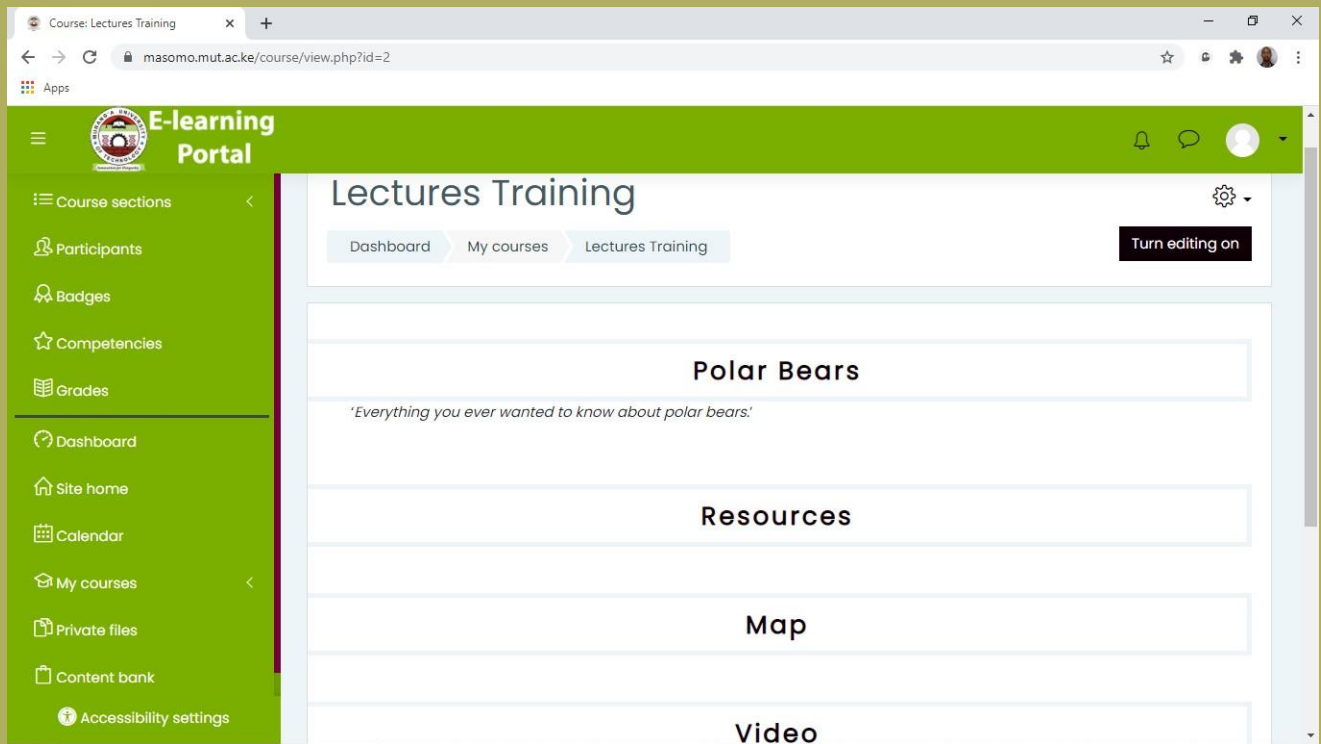 Course: Lectures Training
masomo.mut.ac.ke/course/view.php?id=2
Apps
E-learning
Portal
Course sections
Participants
Badges
Competencies
Grades
Dashboard
Site home
Calendar
My courses
Private files
Content bank
Accessibility settings
Lectures Training
Dashboard My courses Lectures Training
Turn editing on
Polar Bears
‘Everything you ever wanted to know about polar bears.’
Resources
Map
Video